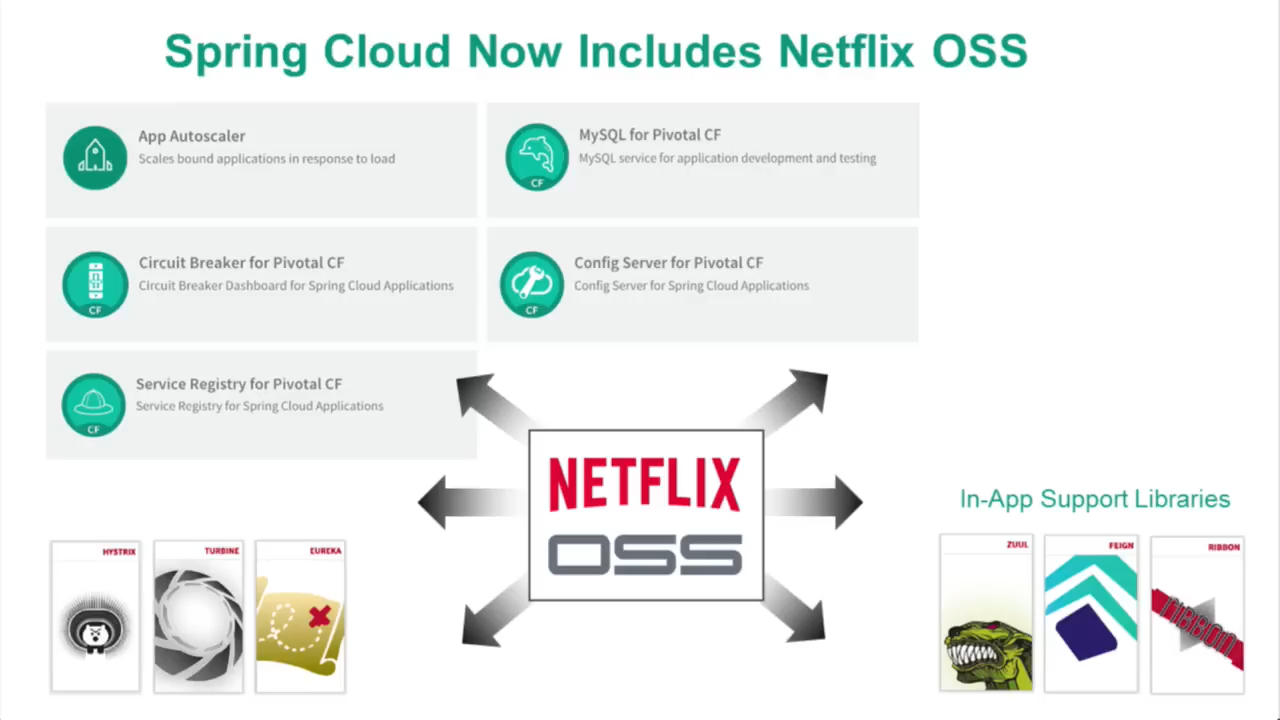 Spring Cloud Now Includes Netflix OSS
App Autoscaler
Scales bound applications in response to load
MySQL for Pivotal CF
MySQL service for application development and testing
CF
Circuit Breaker for Pivotal CF
Circuit Breaker Dashboard for Spring Cloud Applications
CF
Config Server for Pivotal CF
Config Server for Spring Cloud Applications
CF
Service Registry for Pivotal CF
Service Registry for Spring Cloud Applications
CF
NETFLIX
OSS
In-App Support Libraries
HYSTRIX
TURBINE
EUREKA
ZUUL
FEIGN
RIBBON
RIBBON